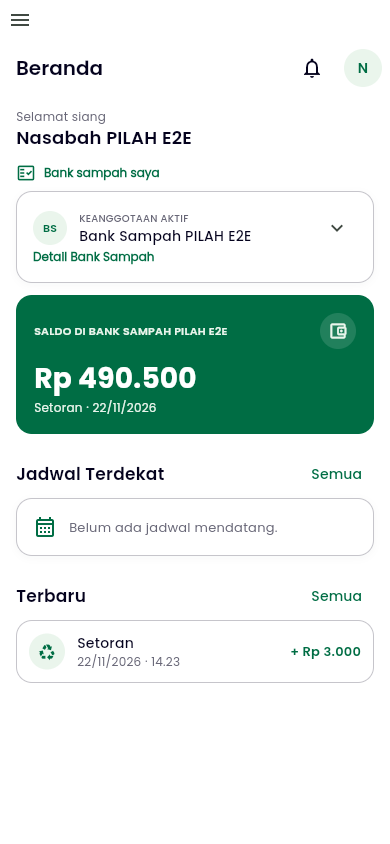 Beranda
N
Selamat siang
Nasabah PILAH E2E
Bank sampah saya
BS
KEANGGOTAAN AKTIF
Bank Sampah PILAH E2E
Detail Bank Sampah
SALDO DI BANK SAMPAH PILAH E2E
Rp 490.500
Setoran · 22/11/2026
Jadwal Terdekat
Semua
Belum ada jadwal mendatang.
Terbaru
Semua
Setoran
22/11/2026 · 14.23
+ Rp 3.000